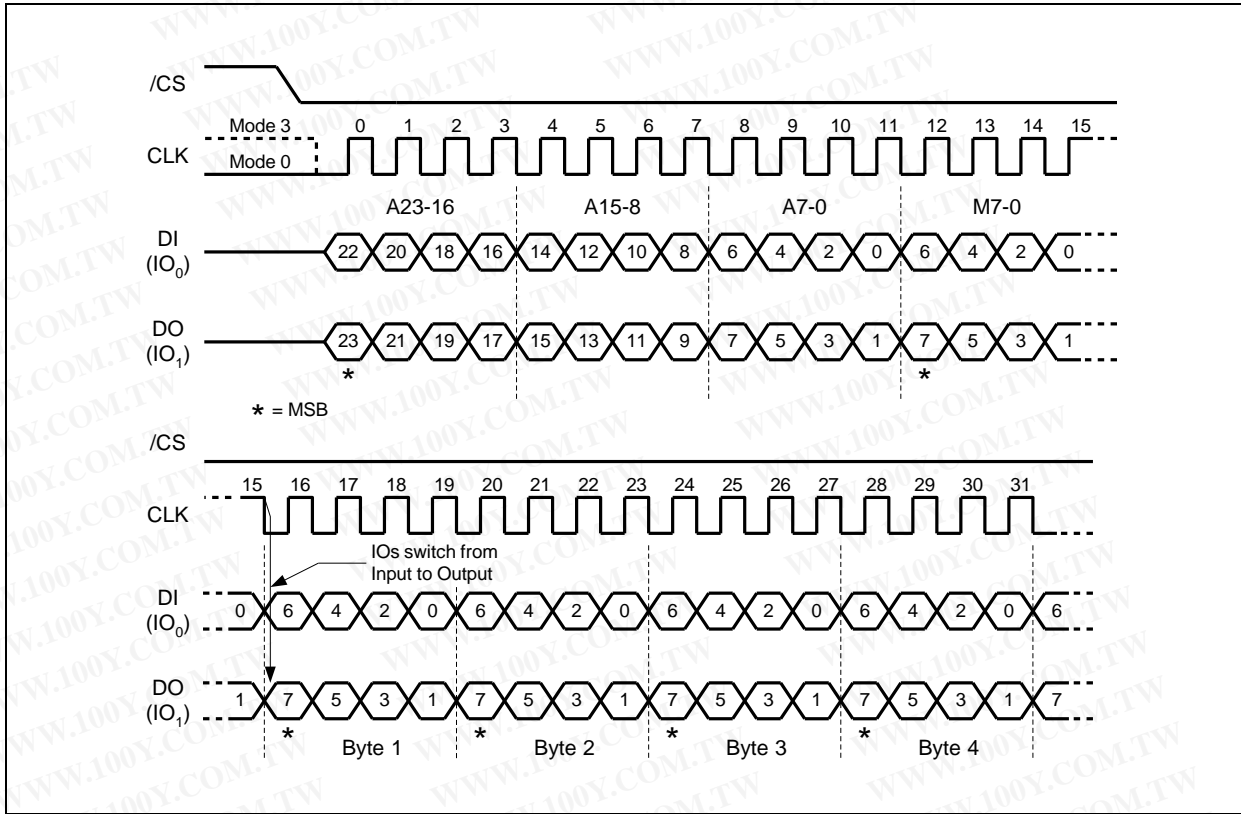 /CS
Mode 3 0 1 2 3 4 5 6 7 8 9 10 11 12 13 14 15
CLK
Mode 0
A23-16 A15-8 A7-0 M7-0
DI
(IO0) 22 20 18 16 14 12 10 8 6 4 2 0 6 4 2 0
DO
(IO1) 23 21 19 17 15 13 11 9 7 5 3 1 7 5 3 1
* *
* = MSB
/CS
15 16 17 18 19 20 21 22 23 24 25 26 27 28 29 30 31
CLK
IOs switch from
Input to Output
DI
(IO0) 0 6 4 2 0 6 4 2 0 6 4 2 0 6 4 2 0 6
DO
(IO1) 1 7 5 3 1 7 5 3 1 7 5 3 1 7 5 3 1 7
* * * *
Byte 1 Byte 2 Byte 3 Byte 4
WWW.100Y.COM.TW